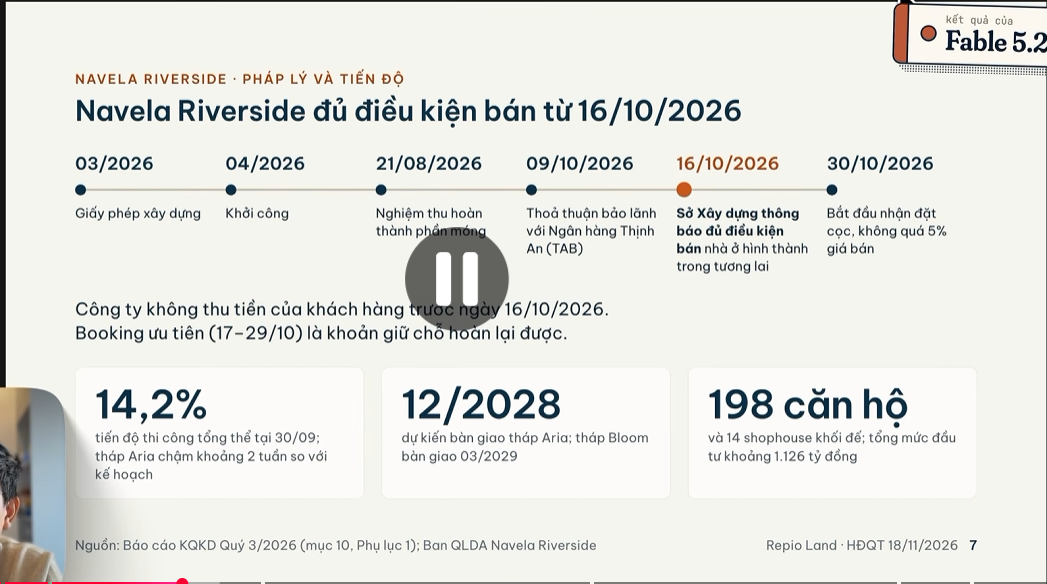 kết quả của
Fable 5.2
NAVELA RIVERSIDE · PHÁP LÝ VÀ TIẾN ĐỘ
Navela Riverside đủ điều kiện bán từ 16/10/2026
03/2026
Giấy phép xây dựng
04/2026
Khởi công
21/08/2026
Nghiệm thu hoàn
thành phần móng
09/10/2026
Thoả thuận bảo lãnh
với Ngân hàng Thịnh
An (TAB)
16/10/2026
Sở Xây dựng thông
báo đủ điều kiện
bán nhà ở hình thành
trong tương lai
30/10/2026
Bắt đầu nhận đặt
cọc, không quá 5%
giá bán
Công ty không thu tiền của khách hàng trước ngày 16/10/2026.
Booking ưu tiên (17–29/10) là khoản giữ chỗ hoàn lại được.
14,2%
tiến độ thi công tổng thể tại 30/09;
tháp Aria chậm khoảng 2 tuần so với
kế hoạch
12/2028
dự kiến bàn giao tháp Aria; tháp Bloom
bàn giao 03/2029
198 căn hộ
và 14 shophouse khối đế; tổng mức đầu
tư khoảng 1.126 tỷ đồng
Nguồn: Báo cáo KQKD Quý 3/2026 (mục 10, Phụ lục 1); Ban QLDA Navela Riverside
Repio Land · HĐQT 18/11/2026 7